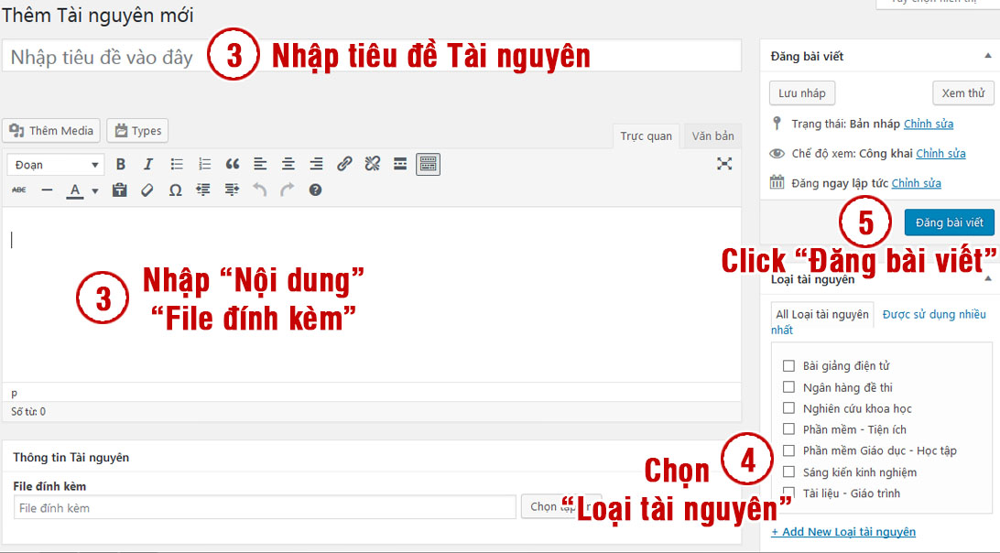 Thêm Tài nguyên mới
Nhập tiêu đề vào đây
3 Nhập tiêu đề Tài nguyên
Thêm Media
Types
Trực quan
Văn bản
Đoạn
B I
ABC
A
3 Nhập “Nội dung”
“File đính kèm”
p
Số từ: 0
Thông tin Tài nguyên
File đính kèm
File đính kèm
Chọn
Đăng bài viết
Lưu nháp
Xem thử
Trạng thái: Bản nháp Chỉnh sửa
Chế độ xem: Công khai Chỉnh sửa
Đăng ngay lập tức Chỉnh sửa
5
Đăng bài viết
Click “Đăng bài viết”
Loại tài nguyên
All Loại tài nguyên
Được sử dụng nhiều
nhất
Bài giảng điện tử
Ngân hàng đề thi
Nghiên cứu khoa học
Phần mềm - Tiện ích
Phần mềm Giáo dục - Học tập
Sáng kiến kinh nghiệm
Tài liệu - Giáo trình
Chọn 4
“Loại tài nguyên”
+ Add New Loại tài nguyên